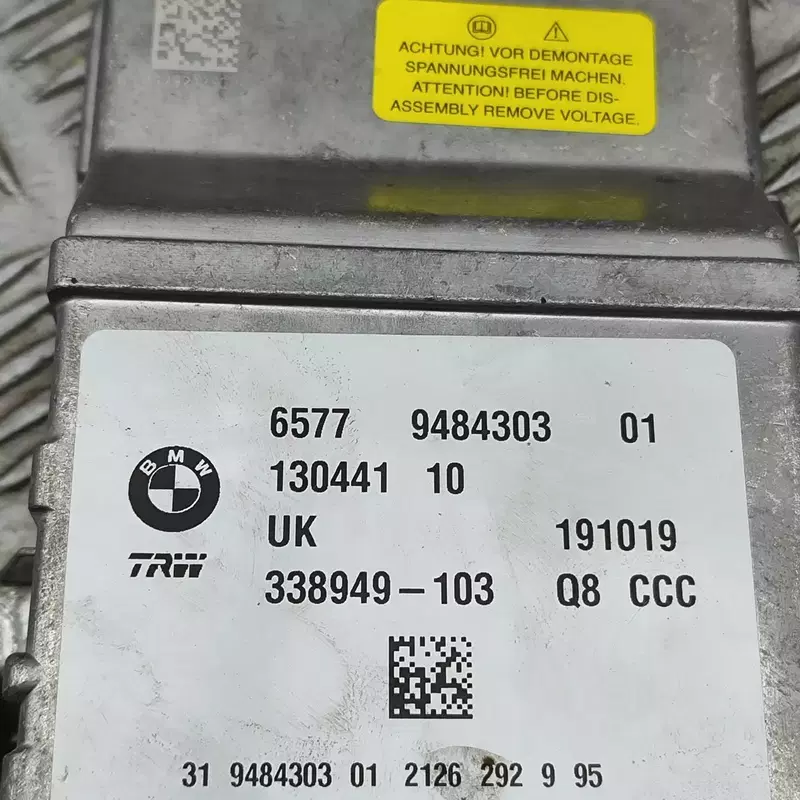 ACHTUNG! VOR DEMONTAGE
SPANNUNGSFREI MACHEN.
ATTENTION! BEFORE DIS-
ASSEMBLY REMOVE VOLTAGE.
6577 9484303 01
BMW
130441 10
UK 191019
TRW
338949-103 Q8 CCC
31 9484303 01 2126 292 9 95